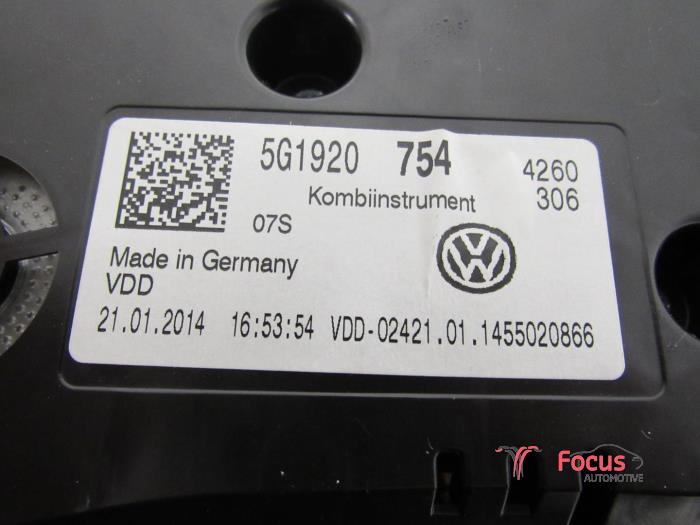 5G1920 754 4260
Kombiinstrument 306
07S
Made in Germany
VDD
21.01.2014 16:53:54 VDD-02421.01.1455020866
Focus
AUTOMOTIVE